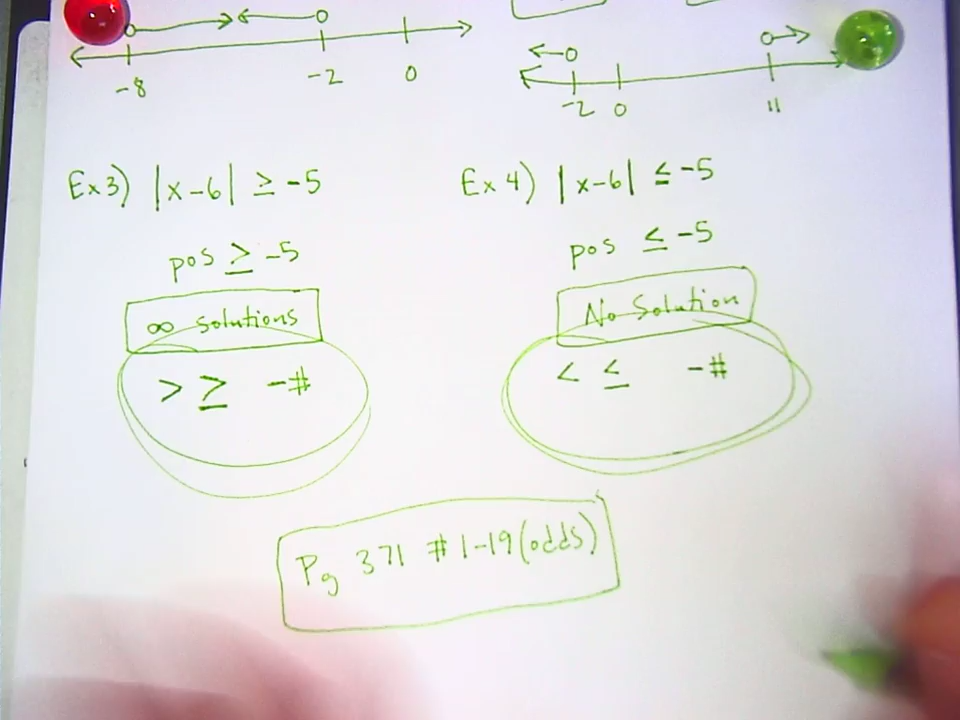 -8 -2 0
-2 0 11
Ex 3) |x-6| ≥ -5
pos ≥ -5
∞ solutions
> ≥ -#
Ex 4) |x-6| ≤ -5
pos ≤ -5
No Solution
< ≤ -#
Pg 371 # 1-19 (odds)